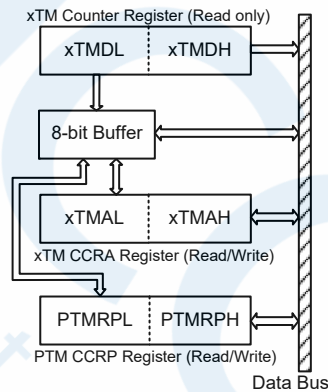 xTM Counter Register (Read only)
xTMDL xTMDH
8-bit Buffer
xTMAL xTMAH
xTM CCRA Register (Read/Write)
PTMRPL PTMRPH
PTM CCRP Register (Read/Write)
Data Bus